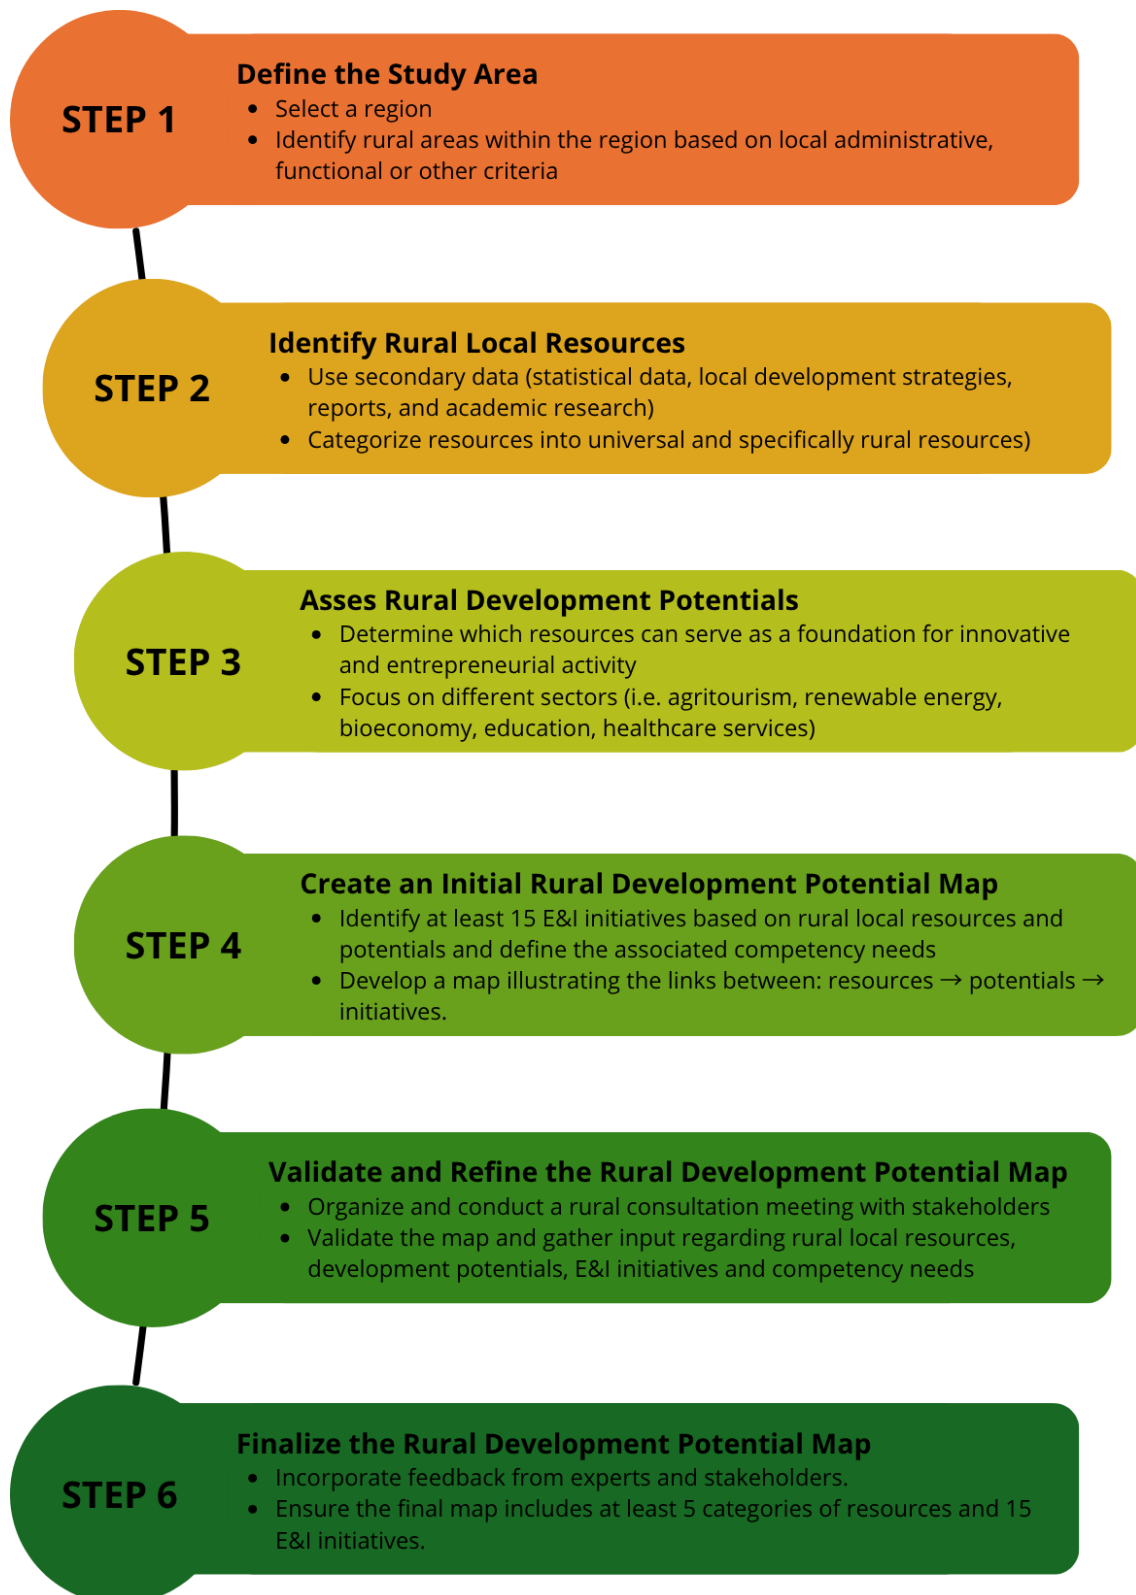 STEP 1
Define the Study Area
• Select a region
• Identify rural areas within the region based on local administrative,
functional or other criteria
STEP 2
Identify Rural Local Resources
• Use secondary data (statistical data, local development strategies,
reports, and academic research)
• Categorize resources into universal and specifically rural resources)
STEP 3
Asses Rural Development Potentials
• Determine which resources can serve as a foundation for innovative
and entrepreneurial activity
• Focus on different sectors (i.e. agritourism, renewable energy,
bioeconomy, education, healthcare services)
STEP 4
Create an Initial Rural Development Potential Map
• Identify at least 15 E&I initiatives based on rural local resources and
potentials and define the associated competency needs
• Develop a map illustrating the links between: resources → potentials →
initiatives.
STEP 5
Validate and Refine the Rural Development Potential Map
• Organize and conduct a rural consultation meeting with stakeholders
• Validate the map and gather input regarding rural local resources,
development potentials, E&I initiatives and competency needs
STEP 6
Finalize the Rural Development Potential Map
• Incorporate feedback from experts and stakeholders.
• Ensure the final map includes at least 5 categories of resources and 15
E&I initiatives.